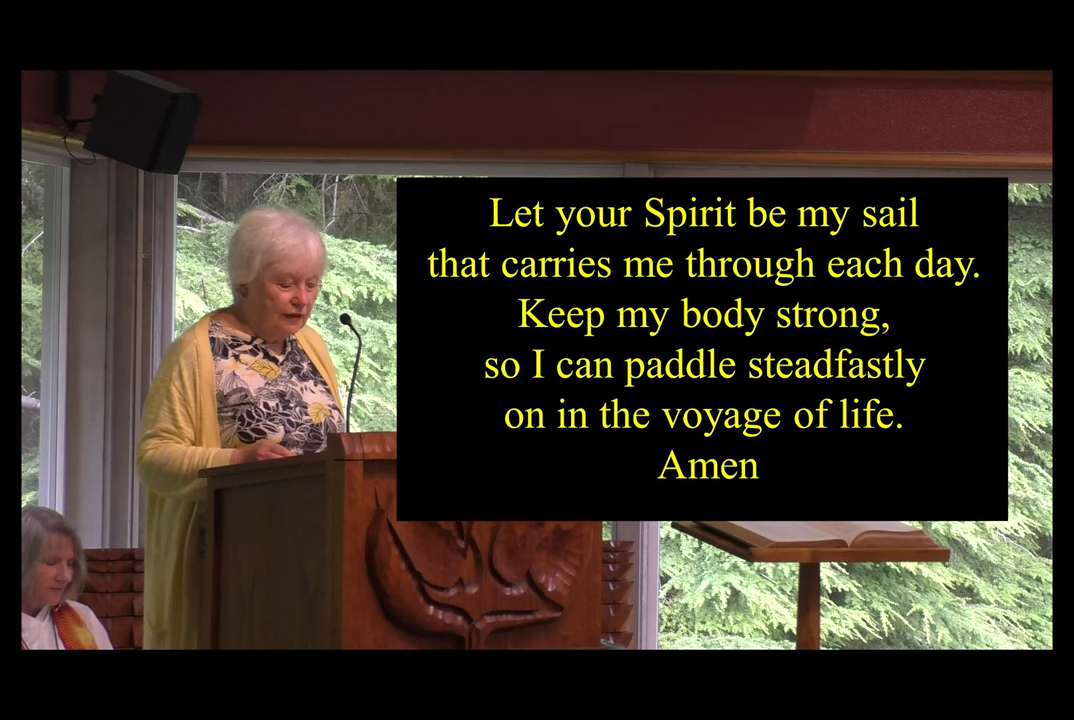 Let your Spirit be my sail
that carries me through each day.
Keep my body strong,
so I can paddle steadfastly
on in the voyage of life.
Amen